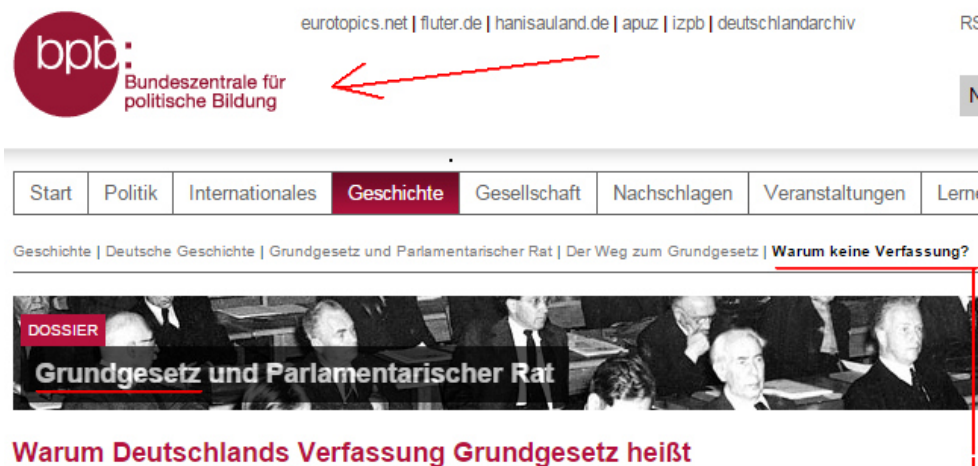 eurotopics.net | fluter.de | hanisauland.de | apuz | izpb | deutschlandarchiv
bpb:
Bundeszentrale für
politische Bildung
Start Politik Internationales Geschichte Gesellschaft Nachschlagen Veranstaltungen
Geschichte | Deutsche Geschichte | Grundgesetz und Parlamentarischer Rat | Der Weg zum Grundgesetz | Warum keine Verfassung?
DOSSIER
Grundgesetz und Parlamentarischer Rat
Warum Deutschlands Verfassung Grundgesetz heißt